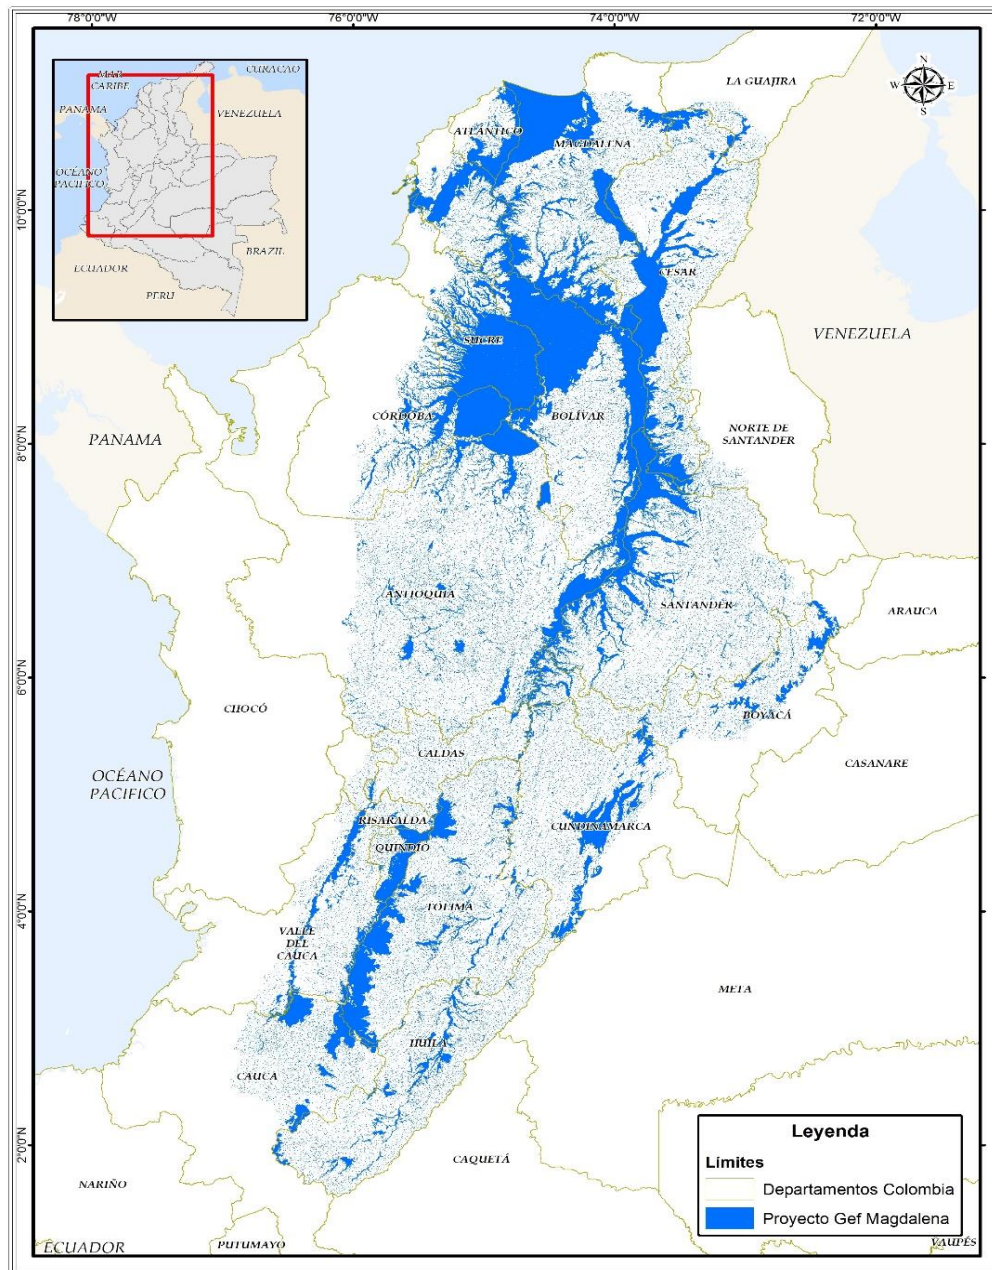 78°0'0"W
76°0'0"W
74°0'0"W
72°0'0"W
MAR
CARIBE
CURACAO
PANAMA
VENEZUELA
OCÉANO
PACIFICO
BRAZIL
ECUADOR
PERU
N
W
E
S
LA GUAJIRA
ATLÁNTICO
MAGDALENA
10°0'0"N
CESAR
VENEZUELA
SUCRE
CÓRDOBA
BOLÍVAR
NORTE DE
SANTANDER
PANAMA
8°0'0"N
ANTIOQUIA
SANTANDER
ARAUCA
6°0'0"N
CHOCÓ
BOYACÁ
CALDAS
CASANARE
OCÉANO
PACIFICO
RISARALDA
CUNDINAMARCA
QUINDIÓ
4°0'0"N
TOLIMA
VALLE
DEL
CAUCA
META
HUILA
CAUCA
2°0'0"N
CAQUETÁ
NARIÑO
PUTUMAYO
ECUADOR
VAUPÉS
Leyenda
Límites
Departamentos Colombia
Proyecto Gef Magdalena